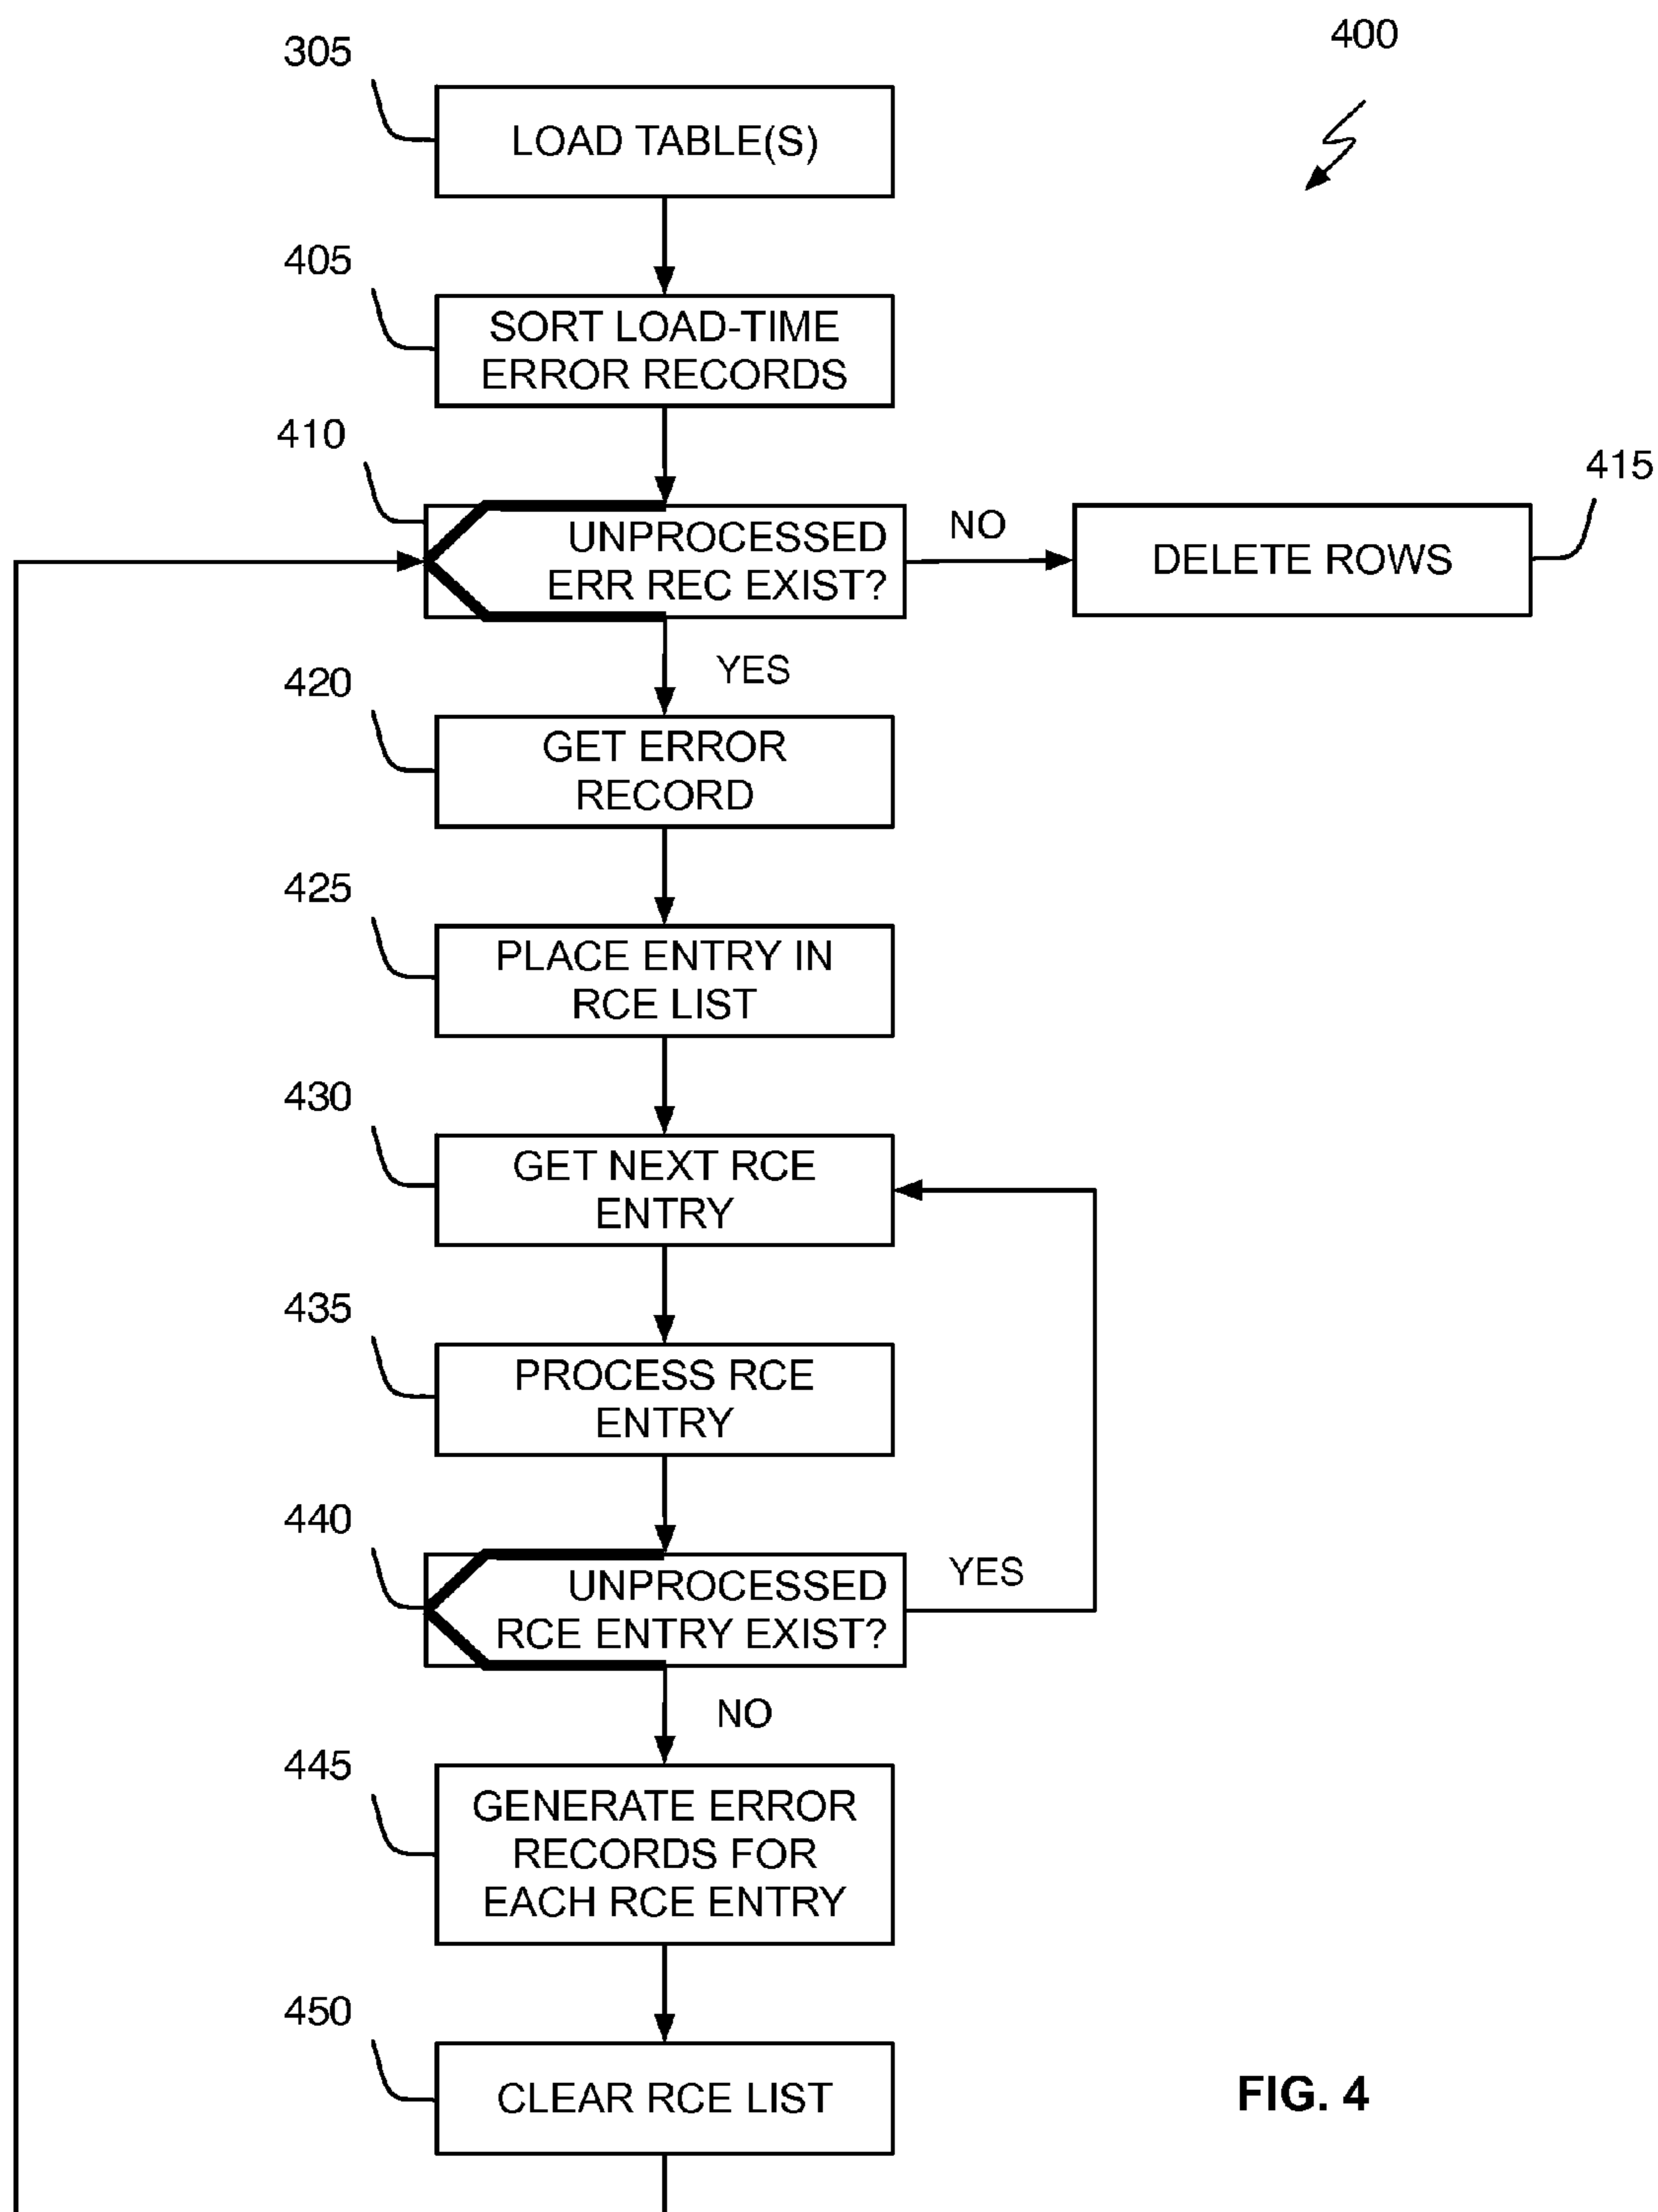 400
305
LOAD TABLE(S)
405
SORT LOAD-TIME
ERROR RECORDS
410
UNPROCESSED
ERR REC EXIST?
NO
415
DELETE ROWS
YES
420
GET ERROR
RECORD
425
PLACE ENTRY IN
RCE LIST
430
GET NEXT RCE
ENTRY
435
PROCESS RCE
ENTRY
440
UNPROCESSED
RCE ENTRY EXIST?
YES
NO
445
GENERATE ERROR
RECORDS FOR
EACH RCE ENTRY
450
CLEAR RCE LIST
FIG. 4